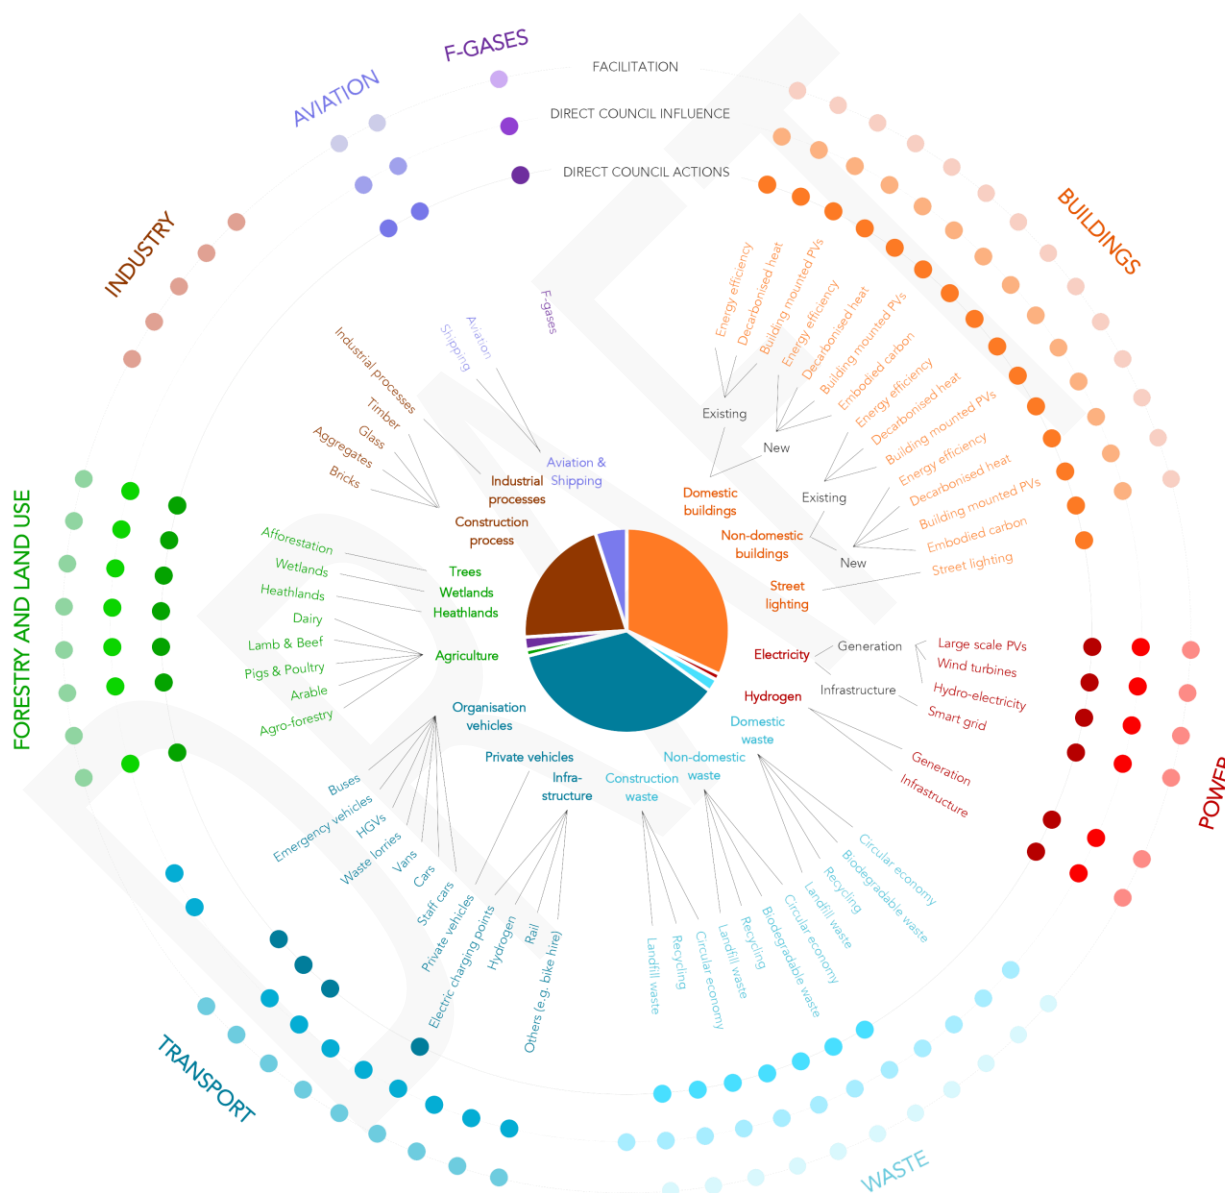 F-GASES
FACILITATION
AVIATION
DIRECT COUNCIL INFLUENCE
DIRECT COUNCIL ACTIONS
BUILDINGS
INDUSTRY
F-gases
Aviation
Shipping
Industrial processes
Timber
Glass
Aggregates
Bricks
Energy efficiency
Decarbonised heat
Building mounted PVs
Energy efficiency
Decarbonised heat
Building mounted PVs
Embodied carbon
Energy efficiency
Decarbonised heat
Building mounted PVs
Energy efficiency
Decarbonised heat
Building mounted PVs
Embodied carbon
Street lighting
Existing
New
Existing
New
Aviation &
Shipping
Industrial
processes
Construction
process
Domestic
buildings
Non-domestic
buildings
Street
lighting
FORESTRY AND LAND USE
Afforestation
Wetlands
Heathlands
Dairy
Lamb & Beef
Pigs & Poultry
Arable
Agro-forestry
Trees
Wetlands
Heathlands
Agriculture
Electricity
Generation
Infrastructure
Large scale PVs
Wind turbines
Hydro-electricity
Smart grid
Hydrogen
Generation
Infrastructure
POWER
Organisation
vehicles
Private vehicles
Infra-
structure
Domestic
waste
Non-domestic
waste
Construction
waste
Buses
Emergency vehicles
HGVs
Waste lorries
Vans
Cars
Staff cars
Private vehicles
Electric charging points
Hydrogen
Rail
Others (e.g. bike hire)
Landfill waste
Recycling
Circular economy
Landfill waste
Recycling
Biodegradable waste
Circular economy
Landfill waste
Recycling
Biodegradable waste
Circular economy
TRANSPORT
WASTE
DRAFT